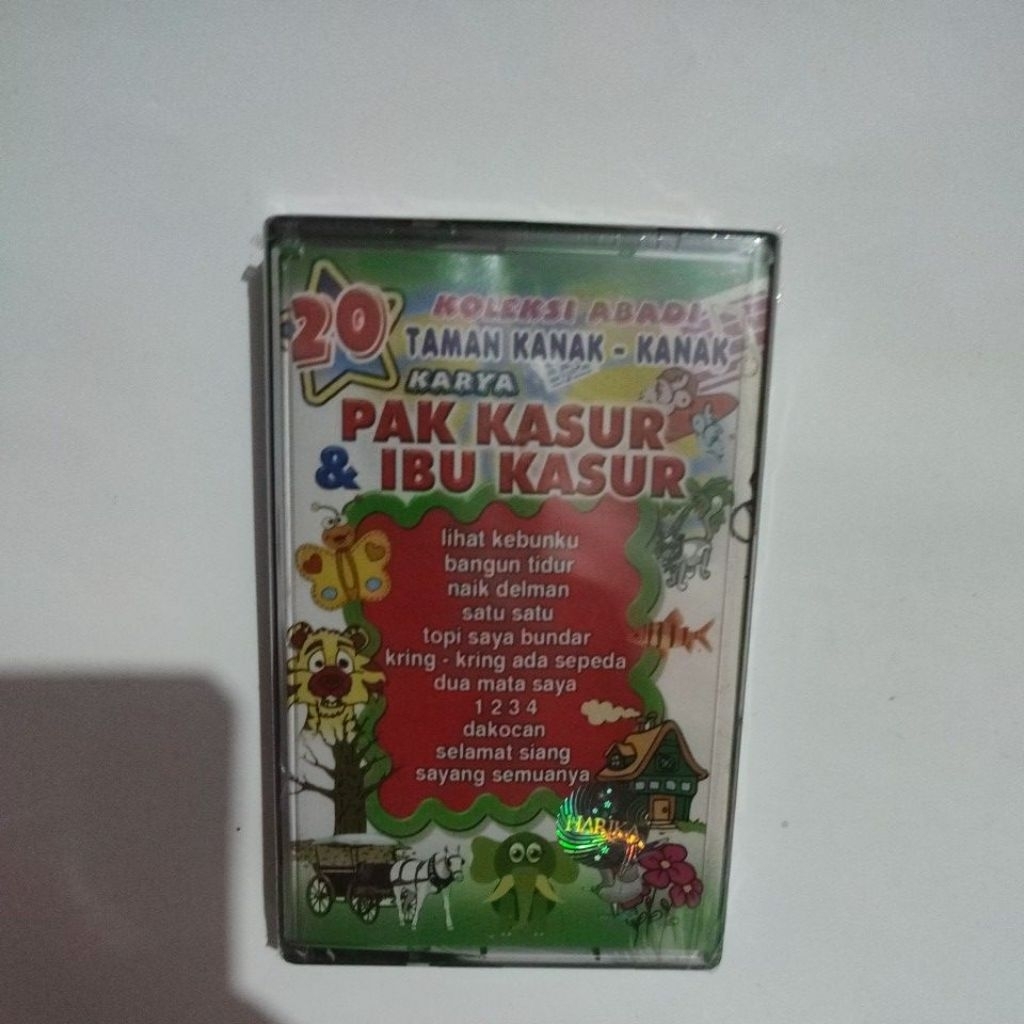 20
KOLEKSI ABADI
TAMAN KANAK - KANAK
KARYA
PAK KASUR
& IBU KASUR
lihat kebunku
bangun tidur
naik delman
satu satu
topi saya bundar
kring - kring ada sepeda
dua mata saya
1 2 3 4
dakocan
selamat siang
sayang semuanya
HARIKA